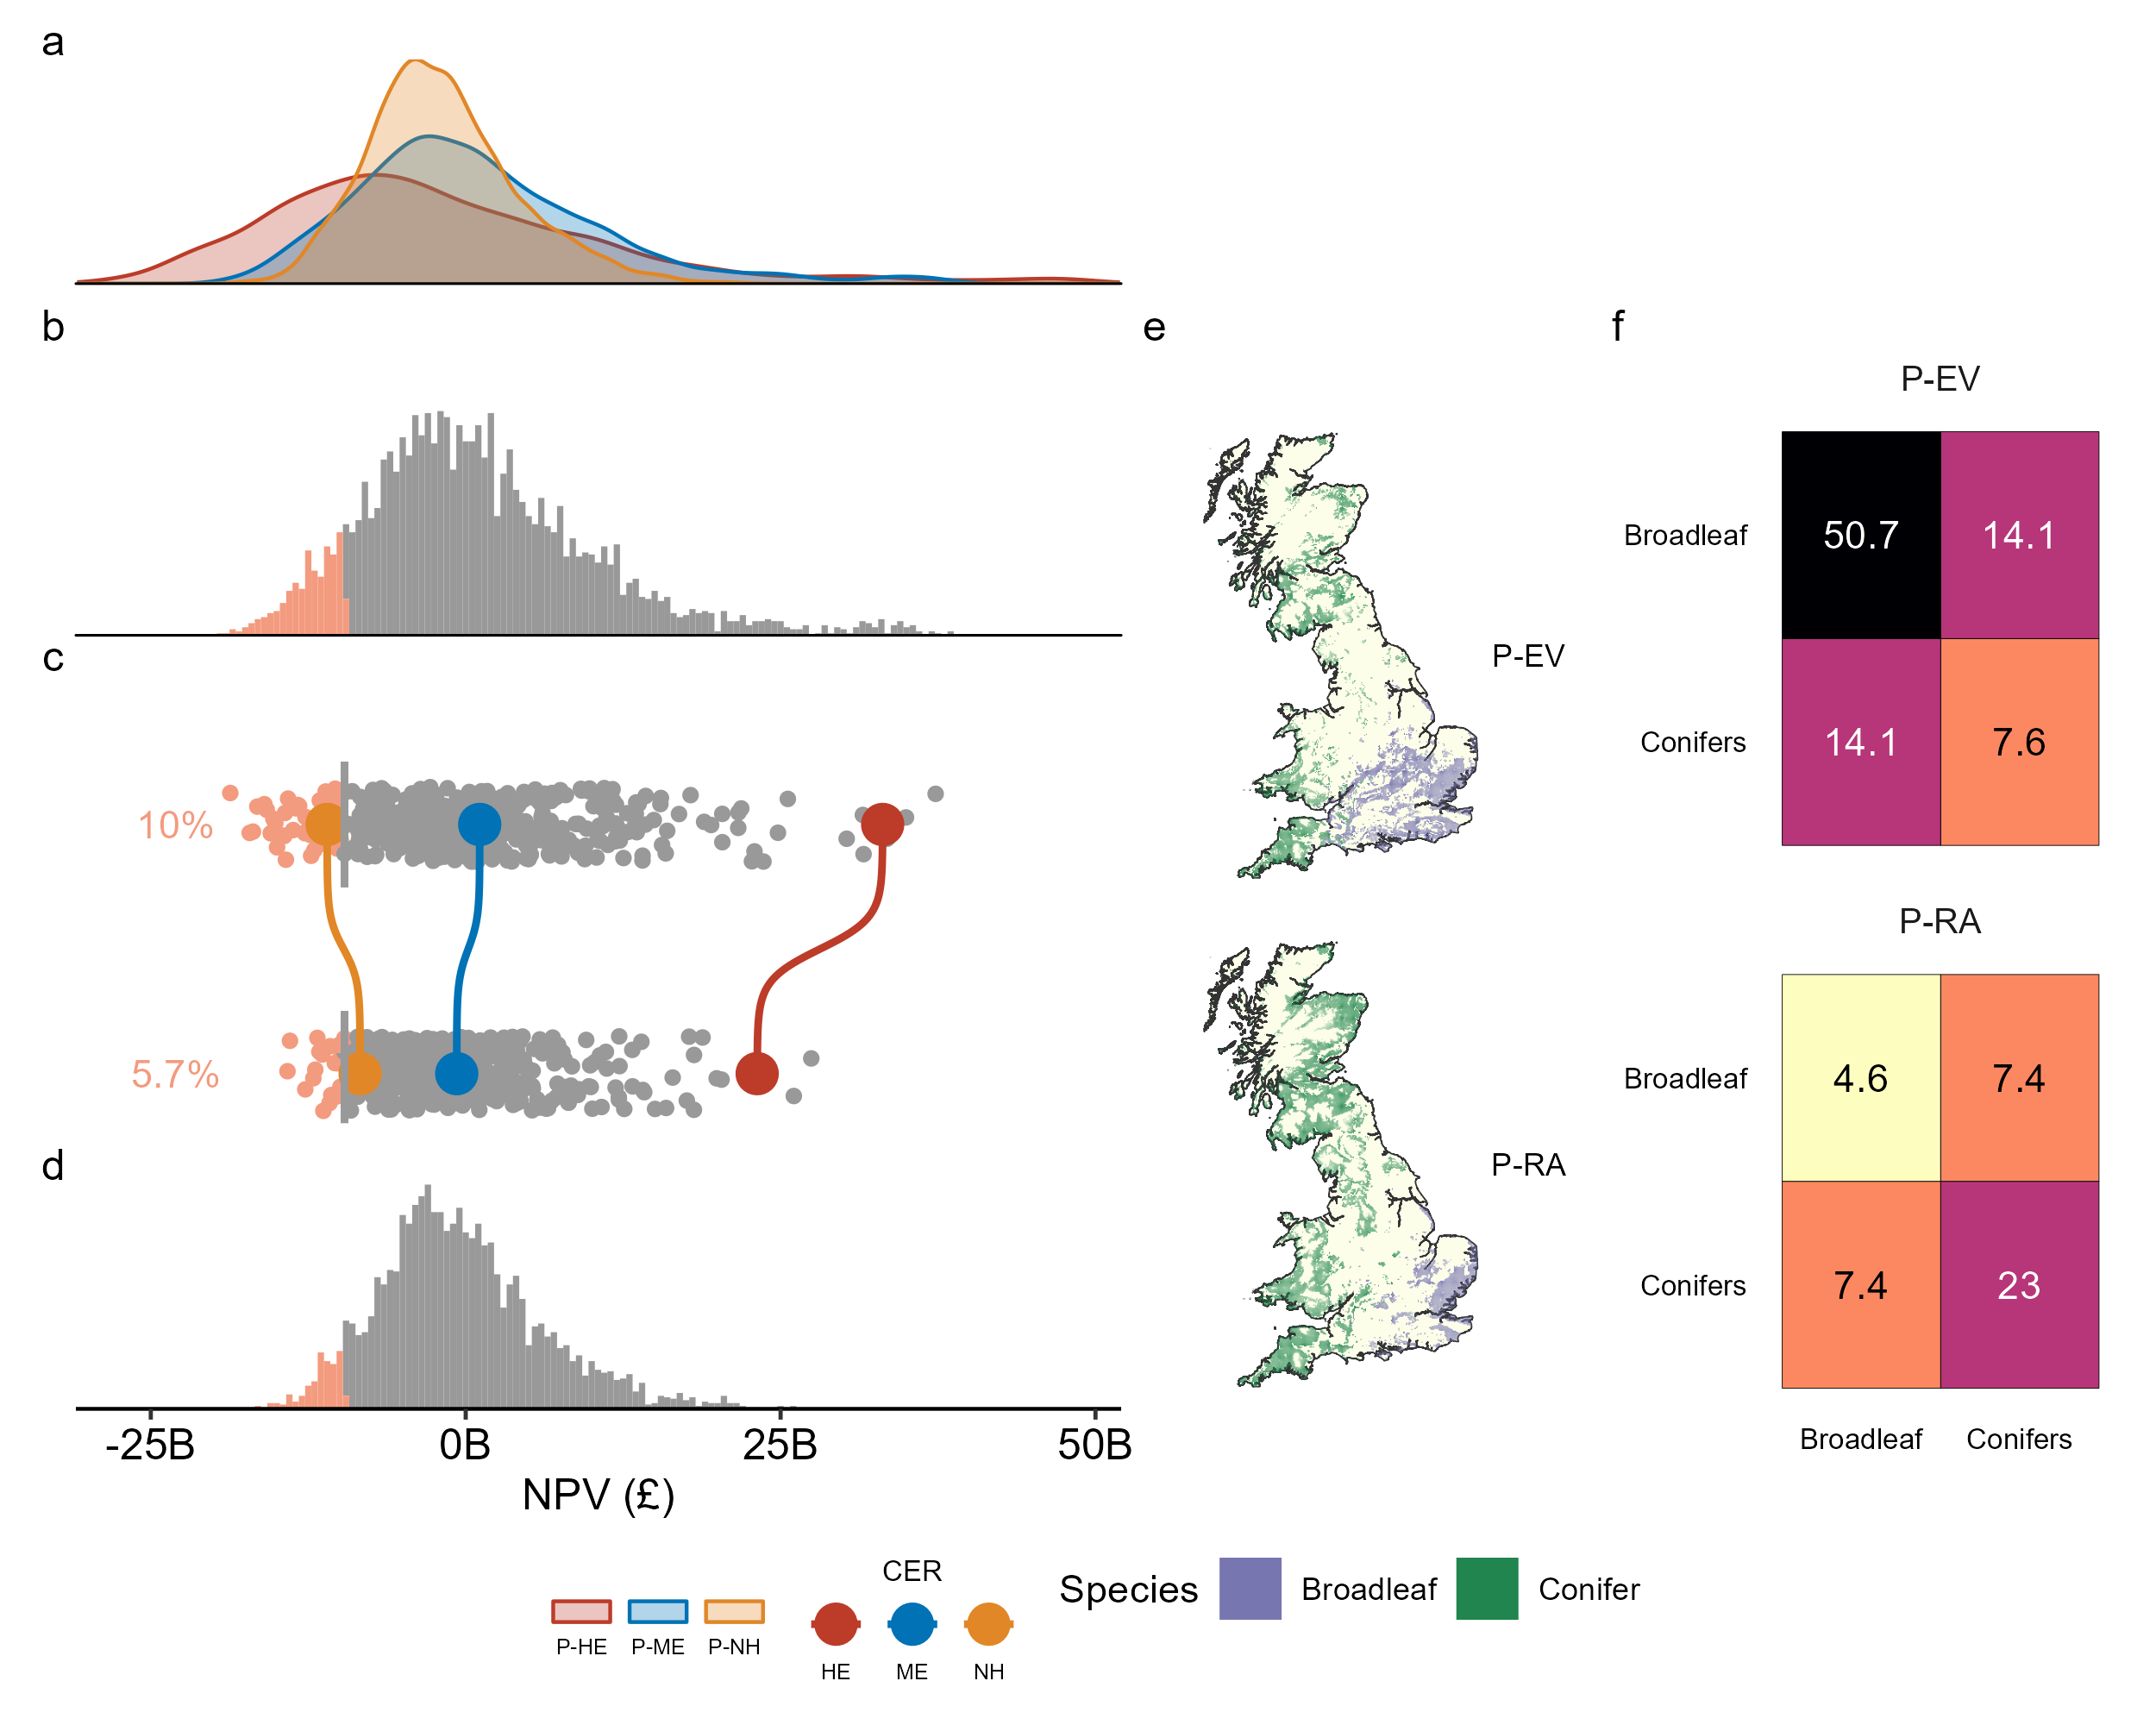 a
b
e
f
P-EV
Broadleaf
50.7
14.1
P-EV
c
Conifers
14.1
7.6
10%
P-RA
5.7%
Broadleaf
4.6
7.4
d
P-RA
Conifers
7.4
23
Broadleaf
Conifers
-25B
0B
25B
50B
NPV (£)
P-HE
P-ME
P-NH
CER
HE
ME
NH
Species
Broadleaf
Conifer